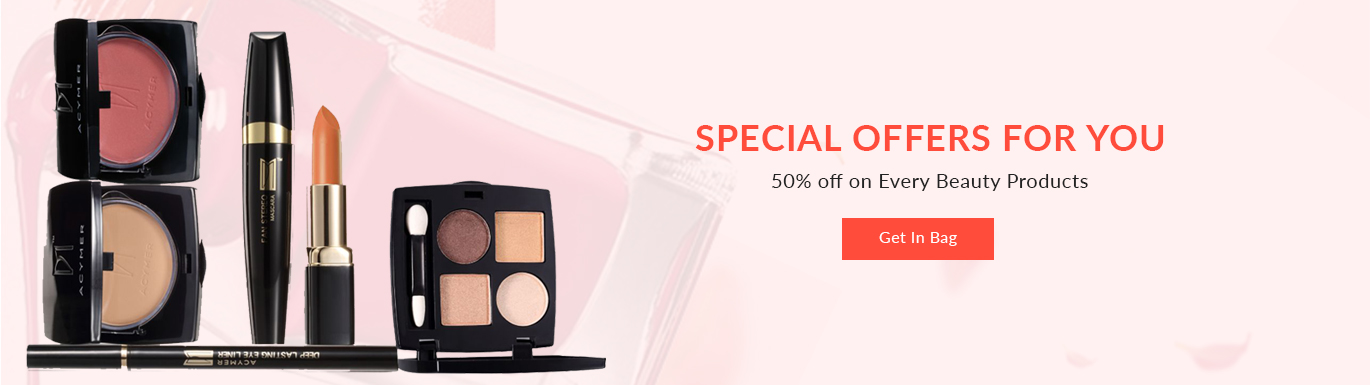 SPECIAL OFFERS FOR YOU
50% off on Every Beauty Products
Get In Bag
ACYMER
ACYMER
ACYMER
ACYMER
MASCARA
DEEP LASTING EYE LINER
ACYMER